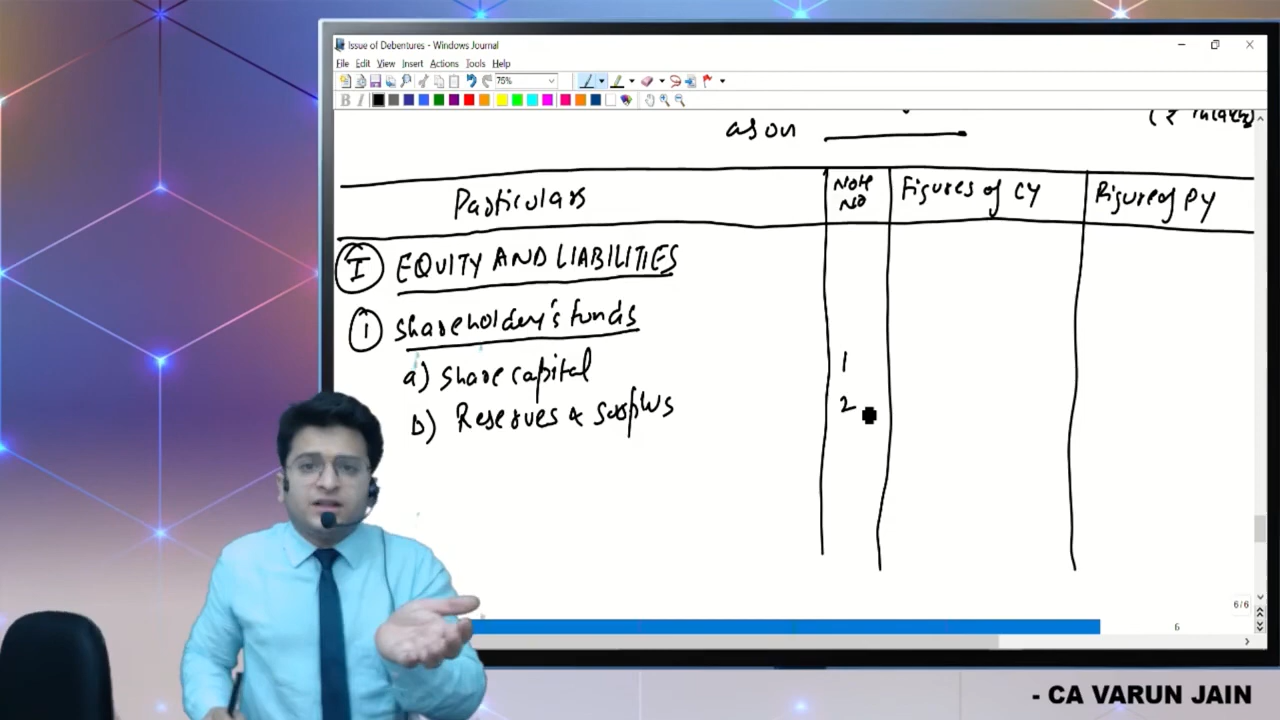 Issue of Debentures - Windows Journal
File Edit View Insert Actions Tools Help
75%
B I
as on
Particulars
Note No
Figures of CY
Figure of PY
I EQUITY AND LIABILITIES
1 Shareholder's funds
a) Share capital
1
b) Reserves & Surplus
2
6/6
6
- CA VARUN JAIN